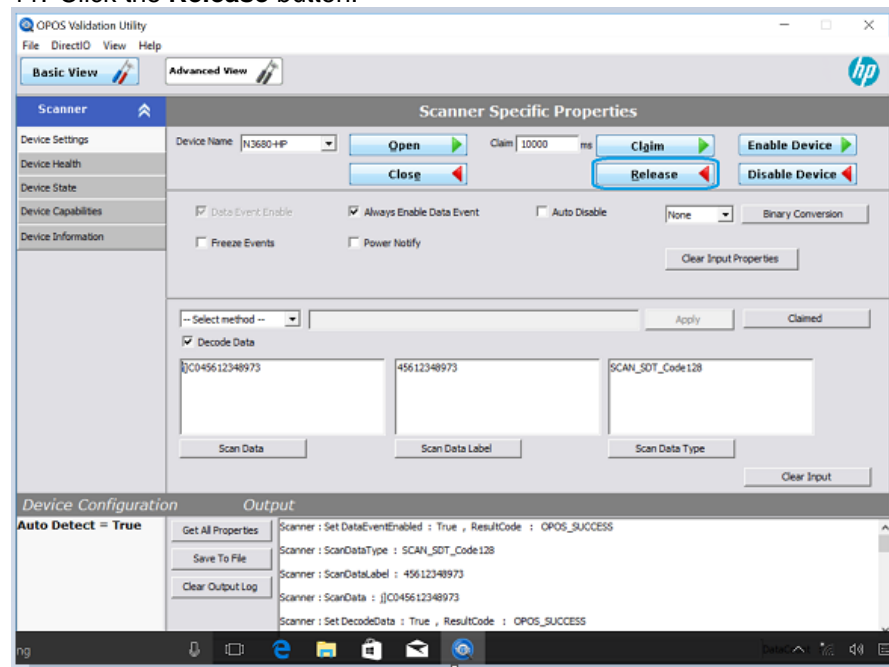 Click the Release button.
OPOS Validation Utility
File DirectIO View Help
Basic View
Advanced View
hp
Scanner
Scanner Specific Properties
Device Settings
Device Health
Device State
Device Capabilities
Device Information
Device Name N3680-HP Open Claim 10000 ms Claim Enable Device
Close Release Disable Device
Data Event Enable Always Enable Data Event Auto Disable None Binary Conversion
Freeze Events Power Notify
Clear Input Properties
-- Select method -- Apply Claimed
Decode Data
j]C045612348973 45612348973 SCAN_SDT_Code128
Scan Data Scan Data Label Scan Data Type
Clear Input
Device Configuration Output
Auto Detect = True
Get All Properties
Save To File
Clear Output Log
Scanner : Set DataEventEnabled : True , ResultCode : OPOS_SUCCESS
Scanner : ScanDataType : SCAN_SDT_Code128
Scanner : ScanDataLabel : 45612348973
Scanner : ScanData : j]C045612348973
Scanner : Set DecodeData : True , ResultCode : OPOS_SUCCESS
ng